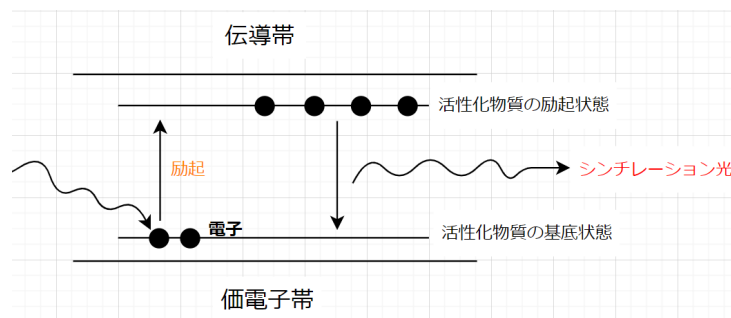 伝導帯
活性化物質の励起状態
励起
シンチレーション光
電子
活性化物質の基底状態
価電子帯